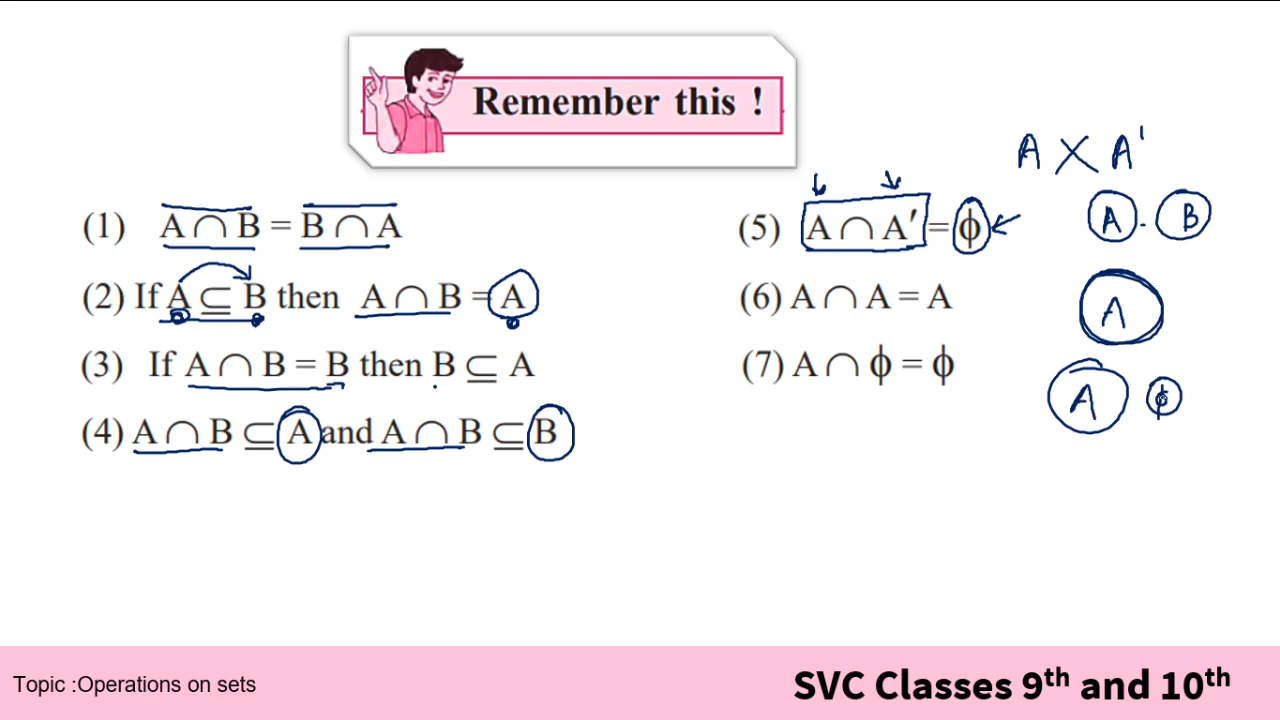 Remember this !
(1) A ∩ B = B ∩ A
(2) If A ⊆ B then A ∩ B = A
(3) If A ∩ B = B then B ⊆ A
(4) A ∩ B ⊆ A and A ∩ B ⊆ B
(5) A ∩ A′ = ϕ
(6) A ∩ A = A
(7) A ∩ ϕ = ϕ
A X A'
A . B
A
A ϕ
Topic :Operations on sets
SVC Classes 9th and 10th